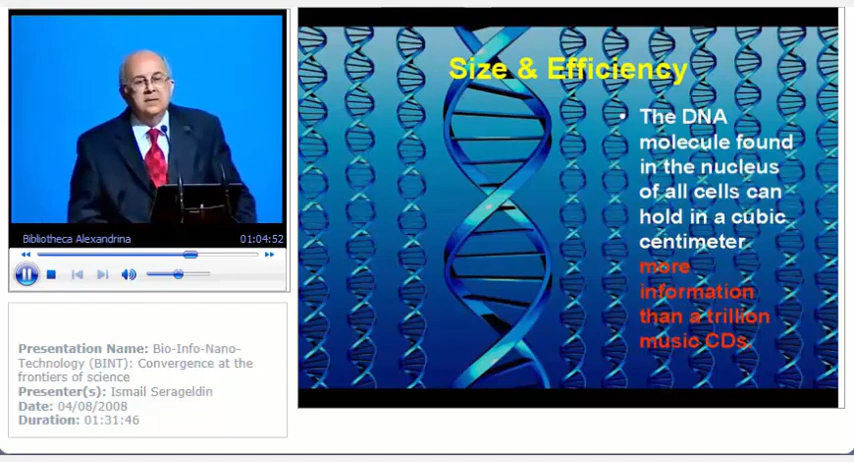 Bibliotheca Alexandrina 01:04:52
Presentation Name: Bio-Info-Nano-
Technology (BINT): Convergence at the
frontiers of science
Presenter(s): Ismail Serageldin
Date: 04/08/2008
Duration: 01:31:46
Size & Efficiency
• The DNA
molecule found
in the nucleus
of all cells can
hold in a cubic
centimeter
more
information
than a trillion
music CDs.